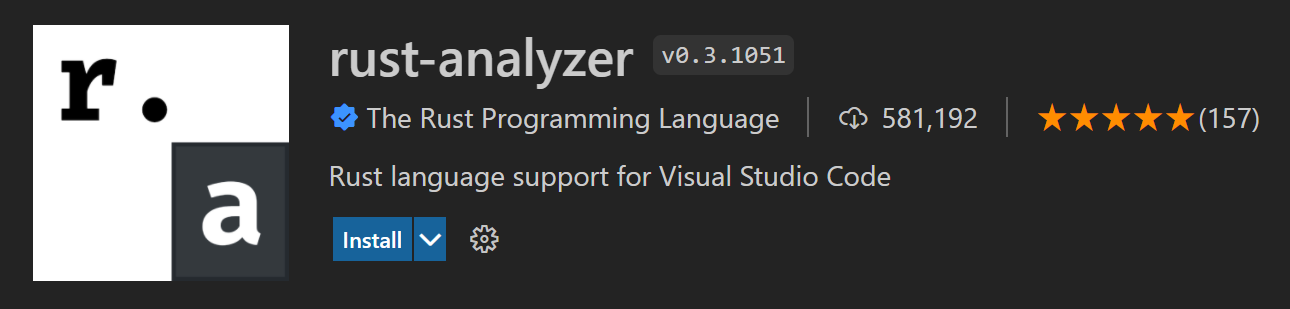 r.
a
rust-analyzer v0.3.1051
The Rust Programming Language 581,192 (157)
Rust language support for Visual Studio Code
Install